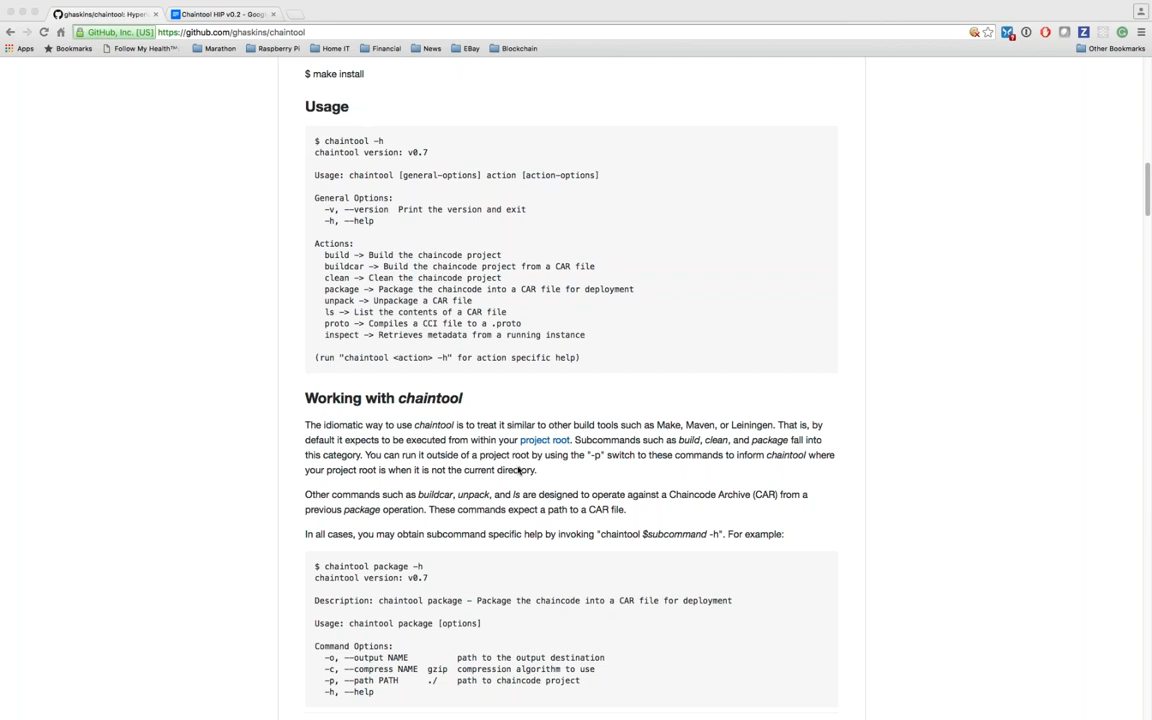 ghaskins/chaintool: Hyper
Chaintool HIP v0.2 - Goog
GitHub, Inc. [US] https://github.com/ghaskins/chaintool
Apps Bookmarks Follow My Health™ Marathon Raspberry Pi Home IT Financial News EBay Blockchain Other Bookmarks
$ make install
Usage
$ chaintool -h
chaintool version: v0.7
Usage: chaintool [general-options] action [action-options]
General Options:
-v, --version Print the version and exit
-h, --help
Actions:
build -> Build the chaincode project
buildcar -> Build the chaincode project from a CAR file
clean -> Clean the chaincode project
package -> Package the chaincode into a CAR file for deployment
unpack -> Unpackage a CAR file
ls -> List the contents of a CAR file
proto -> Compiles a CCI file to a .proto
inspect -> Retrieves metadata from a running instance
(run "chaintool <action> -h" for action specific help)
Working with chaintool
The idiomatic way to use chaintool is to treat it similar to other build tools such as Make, Maven, or Leiningen. That is, by
default it expects to be executed from within your project root. Subcommands such as build, clean, and package fall into
this category. You can run it outside of a project root by using the "-p" switch to these commands to inform chaintool where
your project root is when it is not the current directory.
Other commands such as buildcar, unpack, and ls are designed to operate against a Chaincode Archive (CAR) from a
previous package operation. These commands expect a path to a CAR file.
In all cases, you may obtain subcommand specific help by invoking "chaintool $subcommand -h". For example:
$ chaintool package -h
chaintool version: v0.7
Description: chaintool package - Package the chaincode into a CAR file for deployment
Usage: chaintool package [options]
Command Options:
-o, --output NAME path to the output destination
-c, --compress NAME gzip compression algorithm to use
-p, --path PATH ./ path to chaincode project
-h, --help